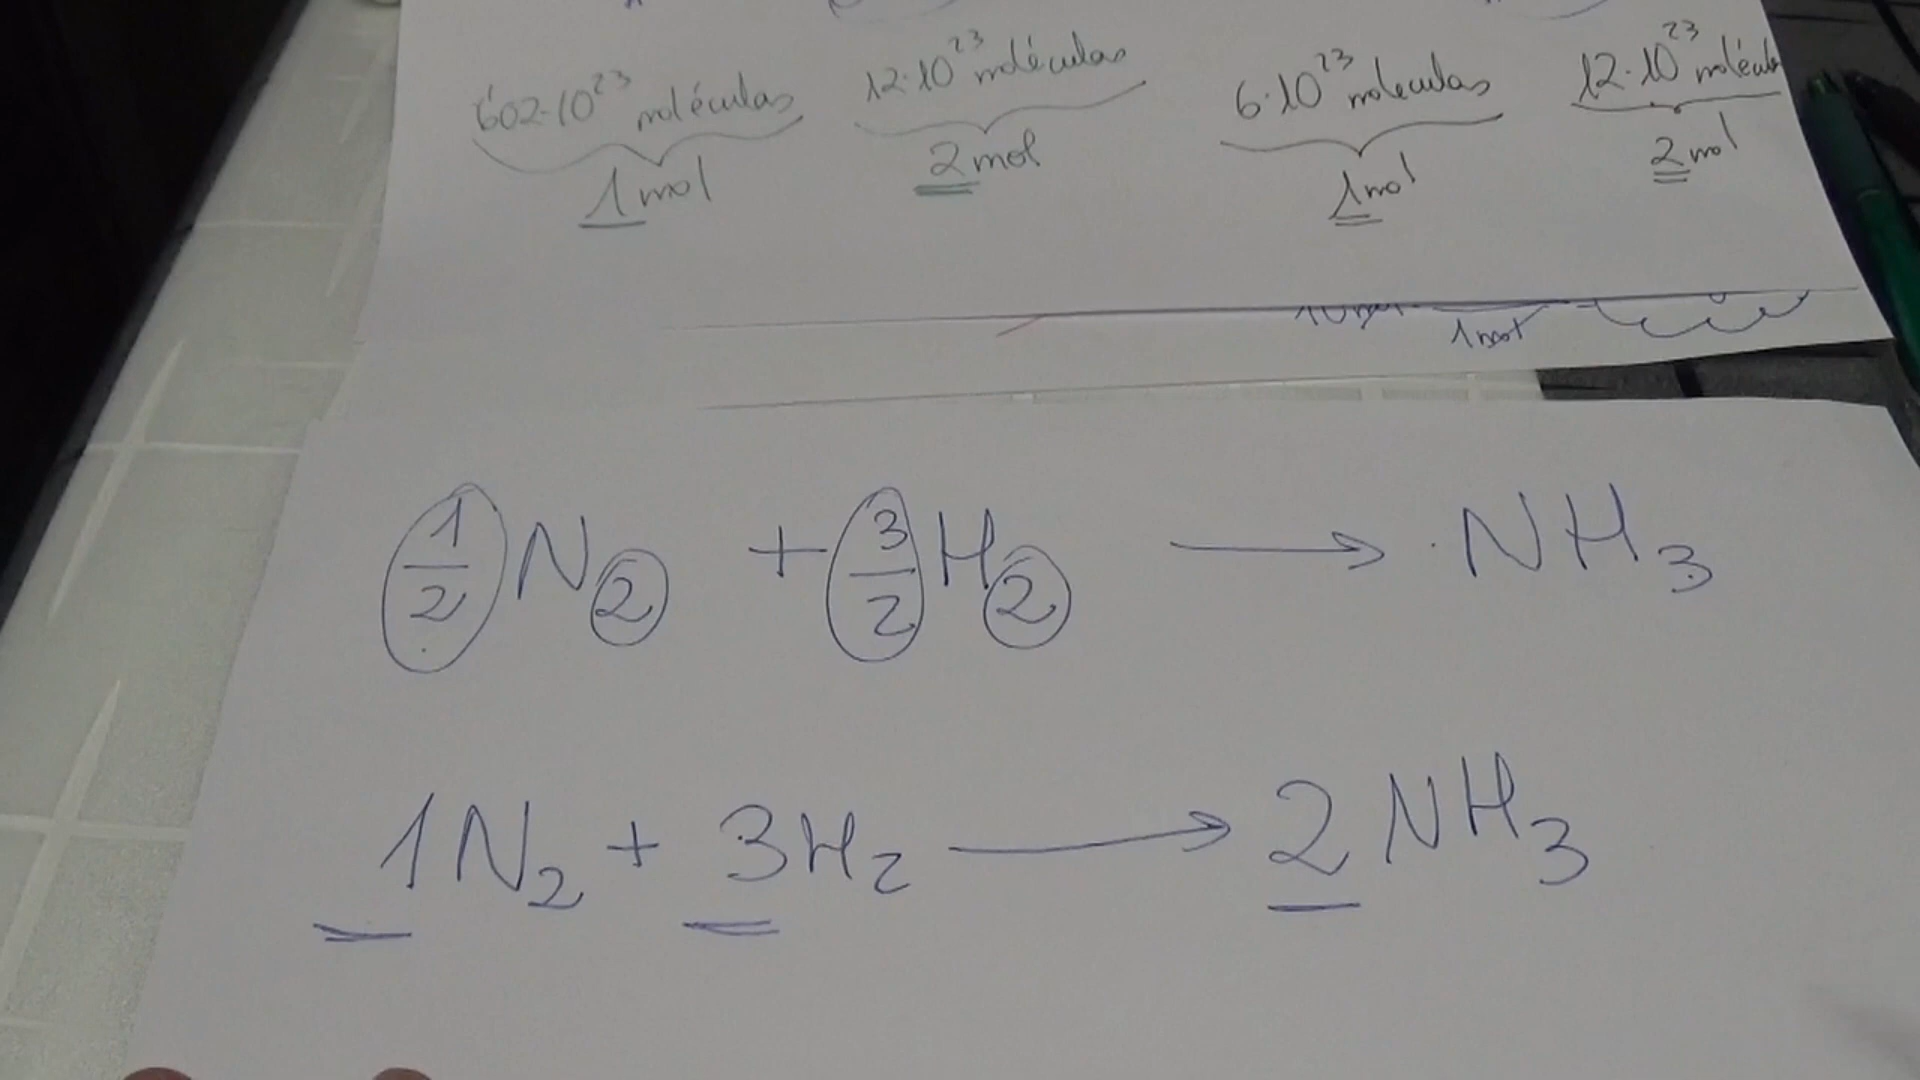 6'02·10²³ moléculas 12·10²³ moléculas 6·10²³ moleculas 12·10²³
1 mol 2 mol 1 mol 2 mol
1 mol
1/2 N₂ + 3/2 H₂ → NH₃
1N₂ + 3H₂ → 2NH₃